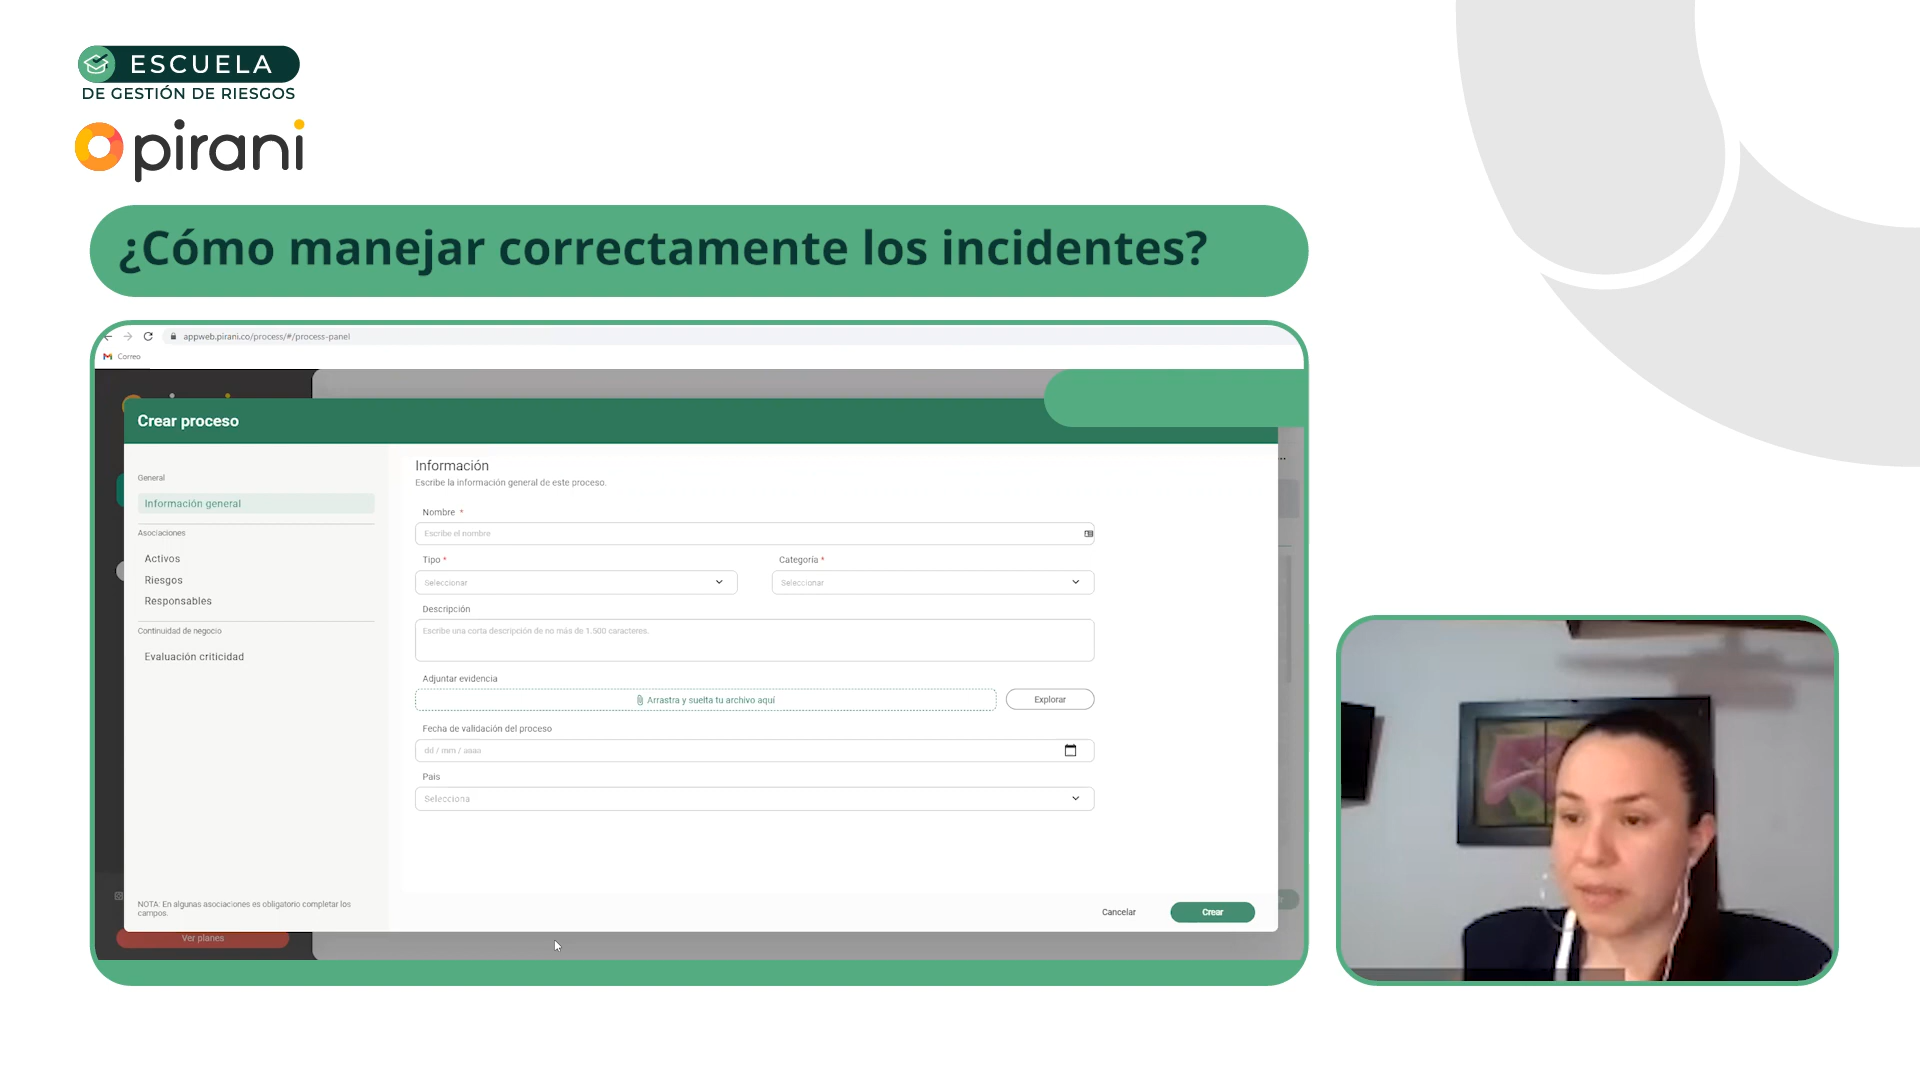 ESCUELA
DE GESTIÓN DE RIESGOS
pirani
¿Cómo manejar correctamente los incidentes?
appweb.pirani.co/process/#/process-panel
Correo
Crear proceso
General
Información general
Asociaciones
Activos
Riesgos
Responsables
Continuidad de negocio
Evaluación criticidad
NOTA: En algunas asociaciones es obligatorio completar los
campos.
Información
Escribe la información general de este proceso.
Nombre *
Escribe el nombre
Tipo *
Categoría *
Seleccionar
Seleccionar
Descripción
Escribe una corta descripción de no más de 1.500 caracteres.
Adjuntar evidencia
Arrastra y suelta tu archivo aquí
Explorar
Fecha de validación del proceso
dd / mm / aaaa
País
Selecciona
Cancelar
Crear
Ver planes